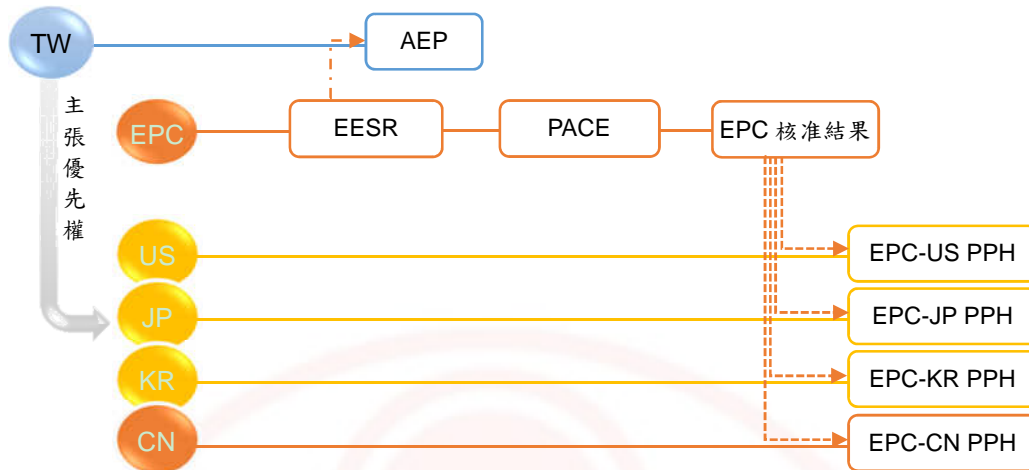 TW
AEP
主張優先權
EPC
EESR
PACE
EPC 核准結果
US
EPC-US PPH
JP
EPC-JP PPH
KR
EPC-KR PPH
CN
EPC-CN PPH